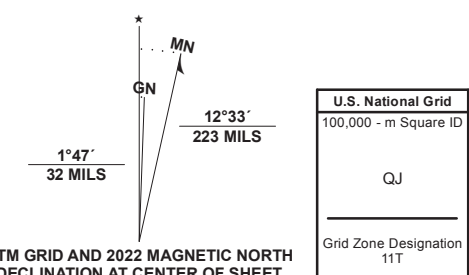 ★
MN
GN
12°33´
223 MILS
1°47´
32 MILS
TM GRID AND 2022 MAGNETIC NORTH
DECLINATION AT CENTER OF SHEET
U.S. National Grid
100,000 - m Square ID
QJ
Grid Zone Designation
11T